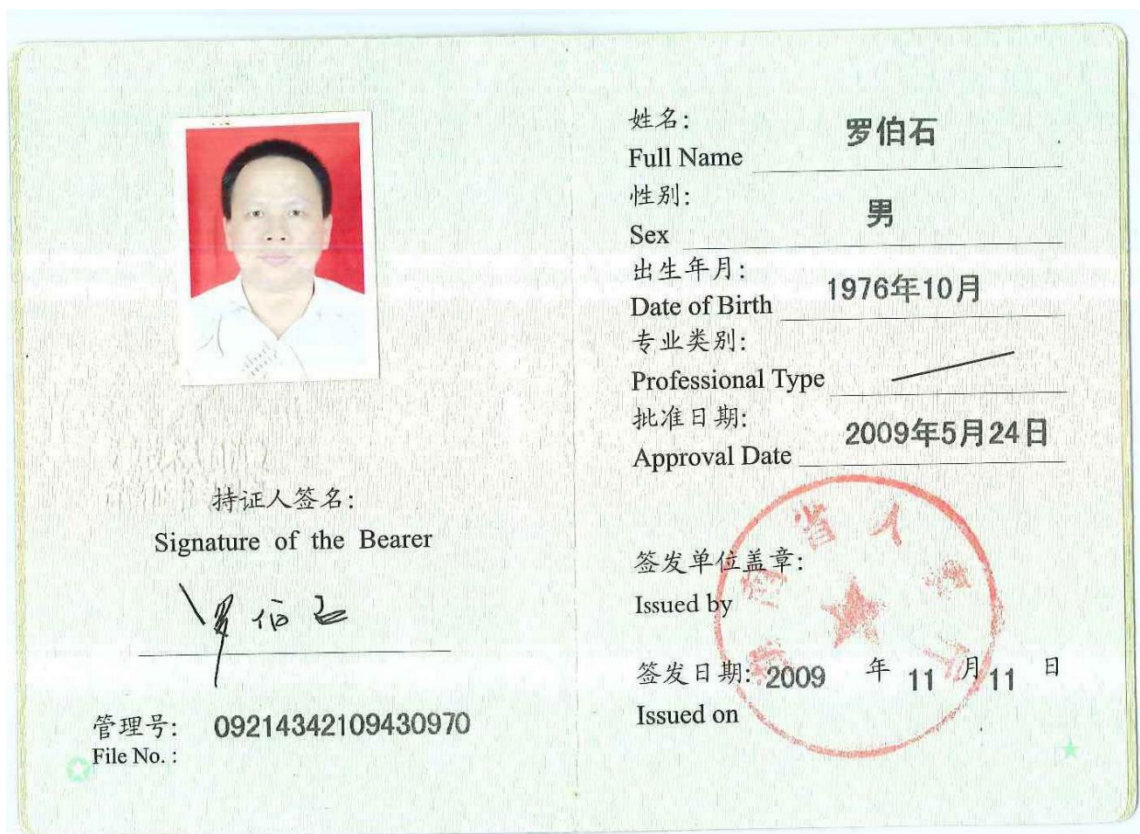 持证人签名:
Signature of the Bearer
罗伯石
管理号: 09214342109430970
File No. :
姓名: 罗伯石
Full Name
性别: 男
Sex
出生年月: 1976年10月
Date of Birth
专业类别:
Professional Type
批准日期: 2009年5月24日
Approval Date
签发单位盖章:
Issued by
签发日期: 2009 年 11 月 11 日
Issued on